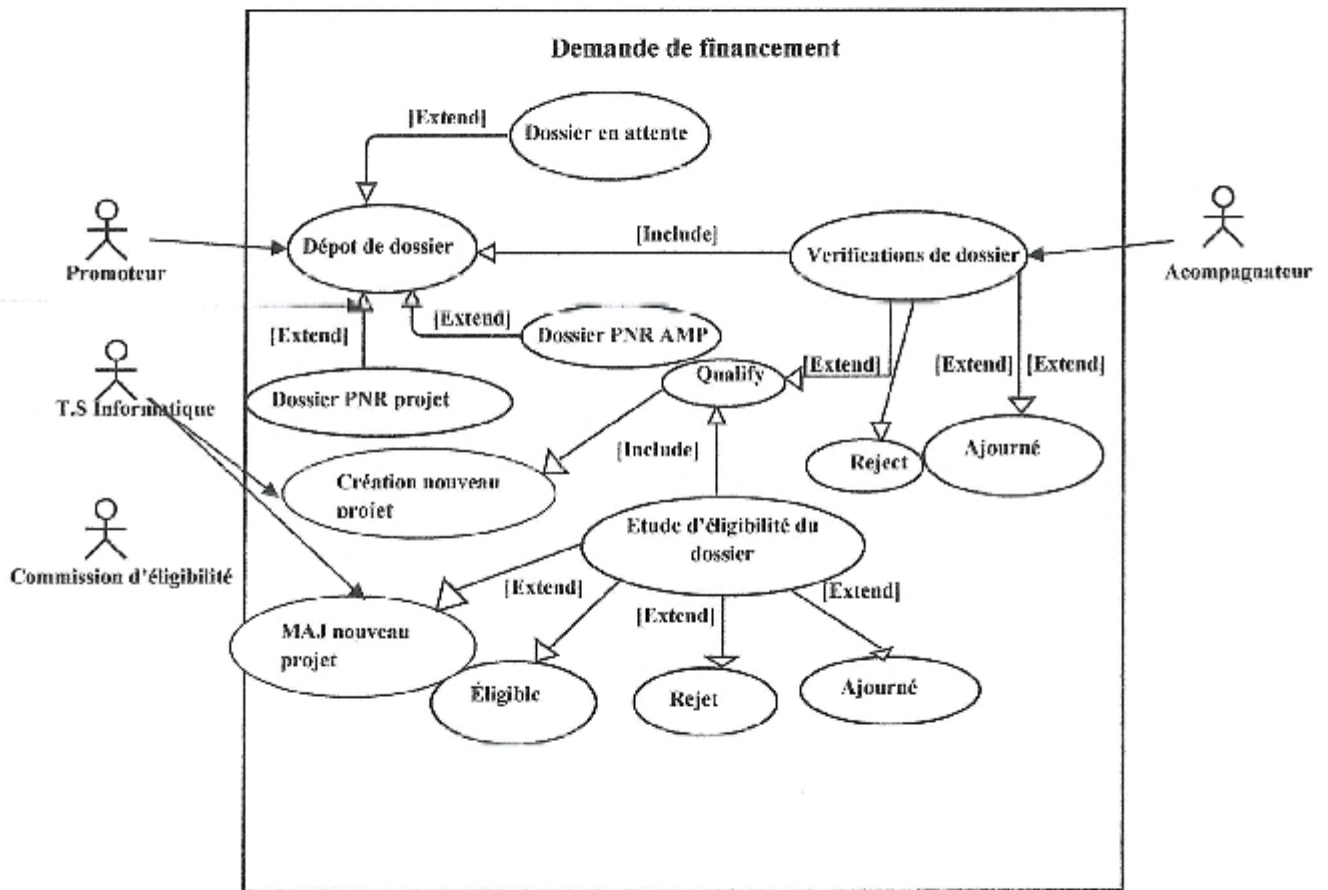 Demande de financement
[Extend]
Dossier en attente
Promoteur
Dépot de dossier
[Include]
Verifications de dossier
Acompagnateur
[Extend]
[Extend]
Dossier PNR AMP
Qualify
[Extend]
[Extend]
[Extend]
T.S Informatique
Dossier PNR projet
Création nouveau
projet
[Include]
Reject
Ajourné
Commission d'éligibilité
Etude d'éligibilité du
dossier
[Extend]
[Extend]
[Extend]
MAJ nouveau
projet
Éligible
Rejet
Ajourné